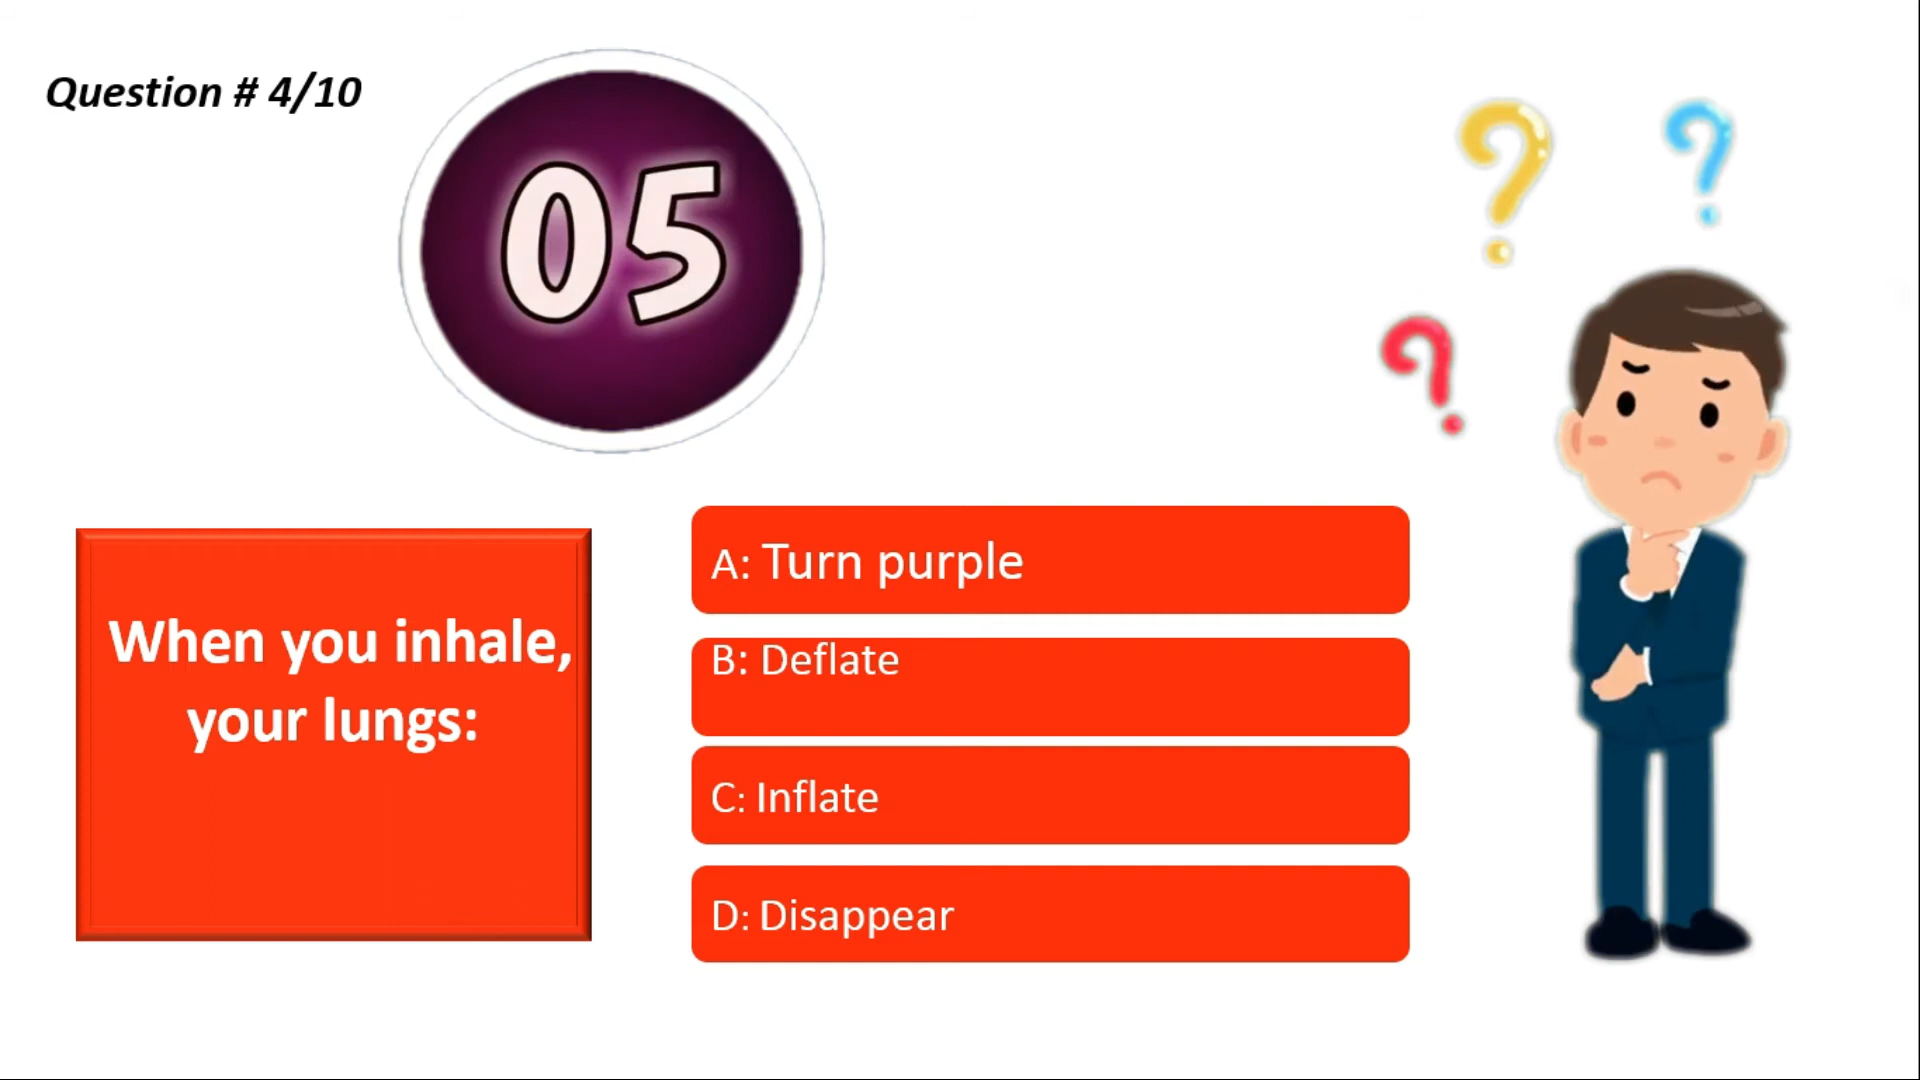 Question # 4/10
05
When you inhale,
your lungs:
A: Turn purple
B: Deflate
C: Inflate
D: Disappear